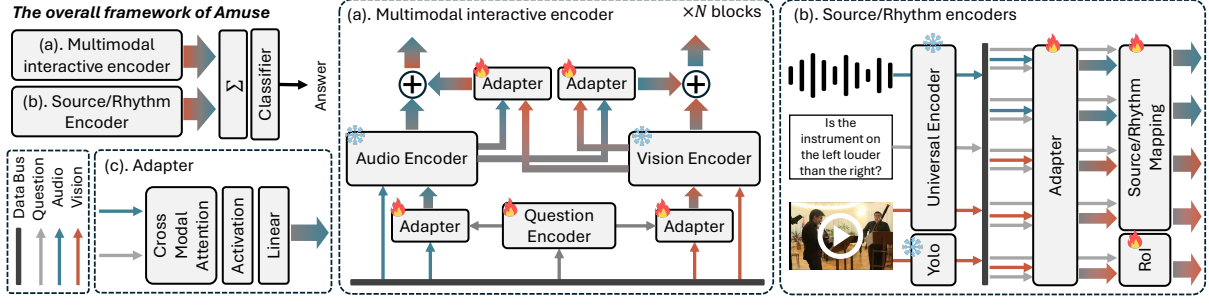 The overall framework of Amuse
(a). Multimodal
interactive encoder
(b). Source/Rhythm
Encoder
Σ
Classifier
Answer
Data Bus
Question
Audio
Vision
(c). Adapter
Cross
Modal
Attention
Activation
Linear
(a). Multimodal interactive encoder
×N blocks
Adapter
Adapter
Audio Encoder
Vision Encoder
Adapter
Question
Encoder
Adapter
(b). Source/Rhythm encoders
Is the
instrument on
the left louder
than the right?
Universal Encoder
Yolo
Adapter
Source/Rhythm
Mapping
RoI